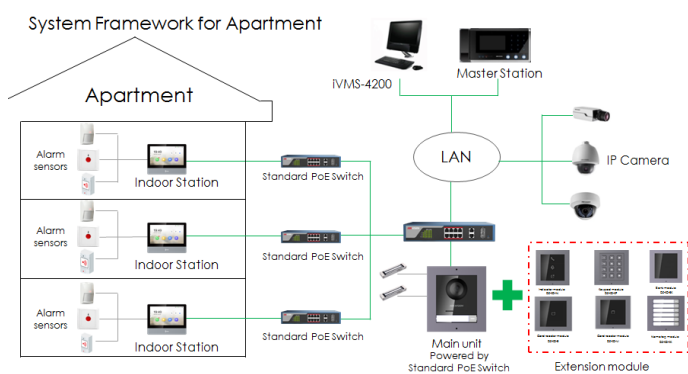 System Framework for Apartment
iVMS-4200
Master Station
Apartment
LAN
IP Camera
Alarm
sensors
Indoor Station
Standard PoE Switch
Alarm
sensors
Indoor Station
Standard PoE Switch
Alarm
sensors
Indoor Station
Standard PoE Switch
Main unit
Powered by
Standard PoE Switch
Extension module